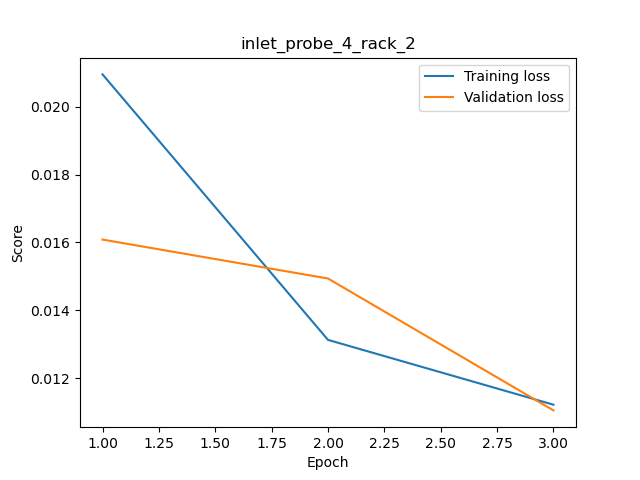 inlet_probe_4_rack_2
Training loss
Validation loss
0.020
0.018
0.016
0.014
0.012
Score
1.00 1.25 1.50 1.75 2.00 2.25 2.50 2.75 3.00
Epoch